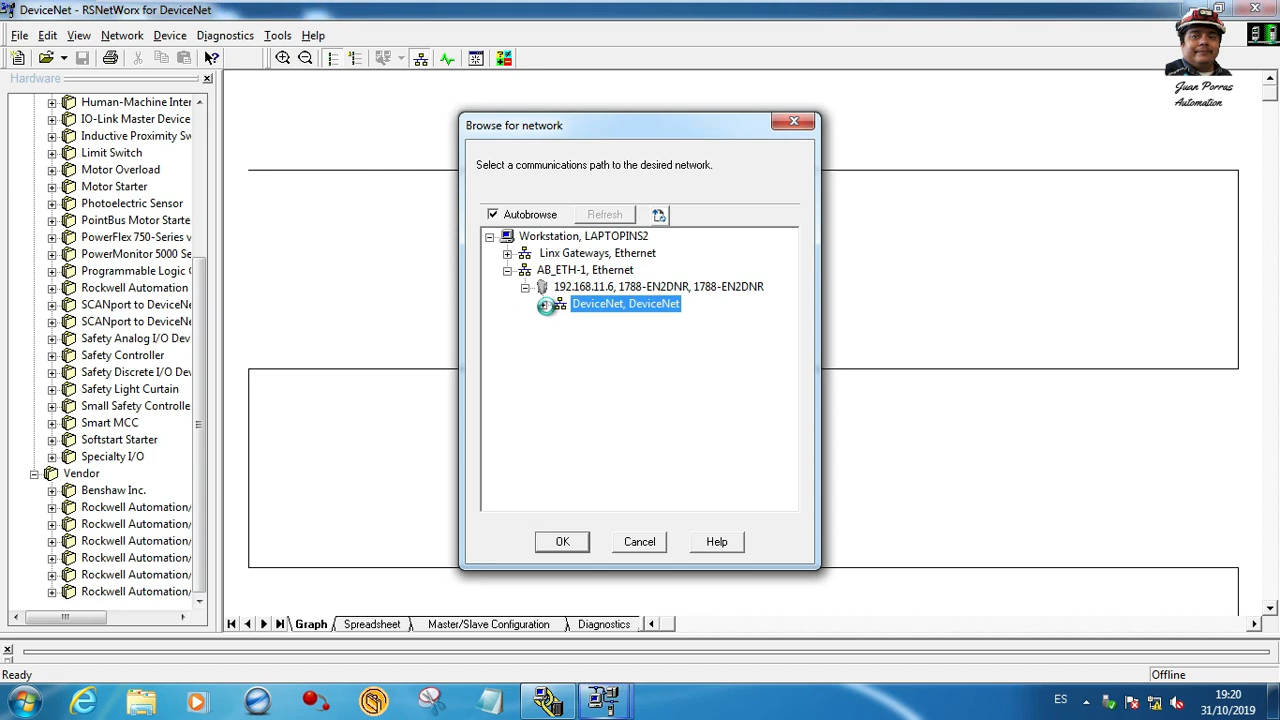 DeviceNet - RSNetWorx for DeviceNet
File Edit View Network Device Diagnostics Tools Help
Juan Porras
Automation
Hardware
Human-Machine Inter
IO-Link Master Device
Inductive Proximity Sw
Limit Switch
Motor Overload
Motor Starter
Photoelectric Sensor
PointBus Motor Starte
PowerFlex 750-Series v
PowerMonitor 5000 Se
Programmable Logic C
Rockwell Automation
SCANport to DeviceNe
SCANport to DeviceNe
Safety Analog I/O Dev
Safety Controller
Safety Discrete I/O Dev
Safety Light Curtain
Small Safety Controlle
Smart MCC
Softstart Starter
Specialty I/O
Vendor
Benshaw Inc.
Rockwell Automation/
Rockwell Automation/
Rockwell Automation/
Rockwell Automation/
Rockwell Automation/
Rockwell Automation/
Browse for network
Select a communications path to the desired network.
Autobrowse Refresh
Workstation, LAPTOPINS2
Linx Gateways, Ethernet
AB_ETH-1, Ethernet
192.168.11.6, 1788-EN2DNR, 1788-EN2DNR
DeviceNet, DeviceNet
OK Cancel Help
Graph Spreadsheet Master/Slave Configuration Diagnostics
Ready Offline
ES 19:20
31/10/2019